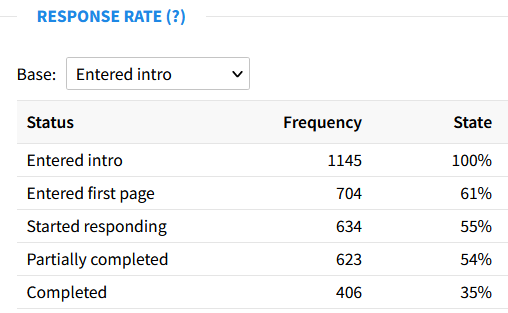 RESPONSE RATE (?)
Base: Entered intro
Status Frequency State
Entered intro 1145 100%
Entered first page 704 61%
Started responding 634 55%
Partially completed 623 54%
Completed 406 35%